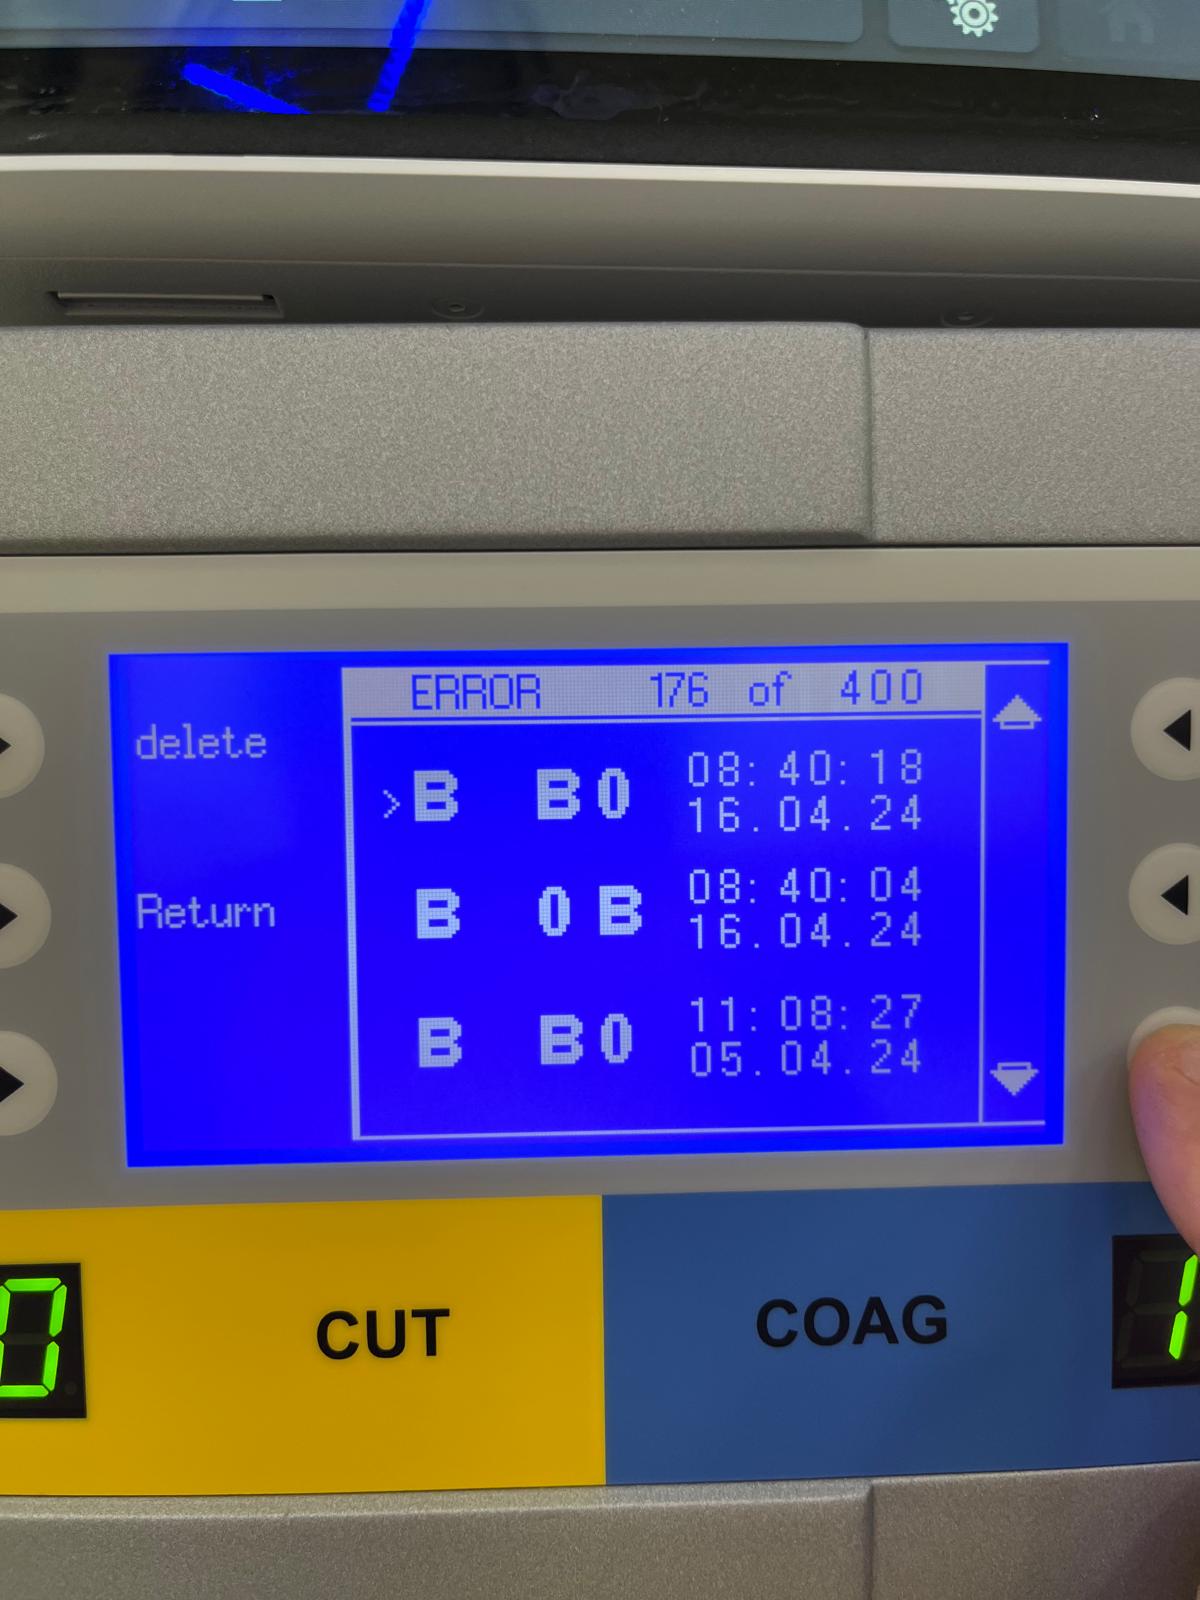 ERROR 176 of 400
delete
>B B0 08:40:18
16.04.24
Return
B 0B 08:40:04
16.04.24
B B0 11:08:27
05.04.24
0 CUT COAG 1